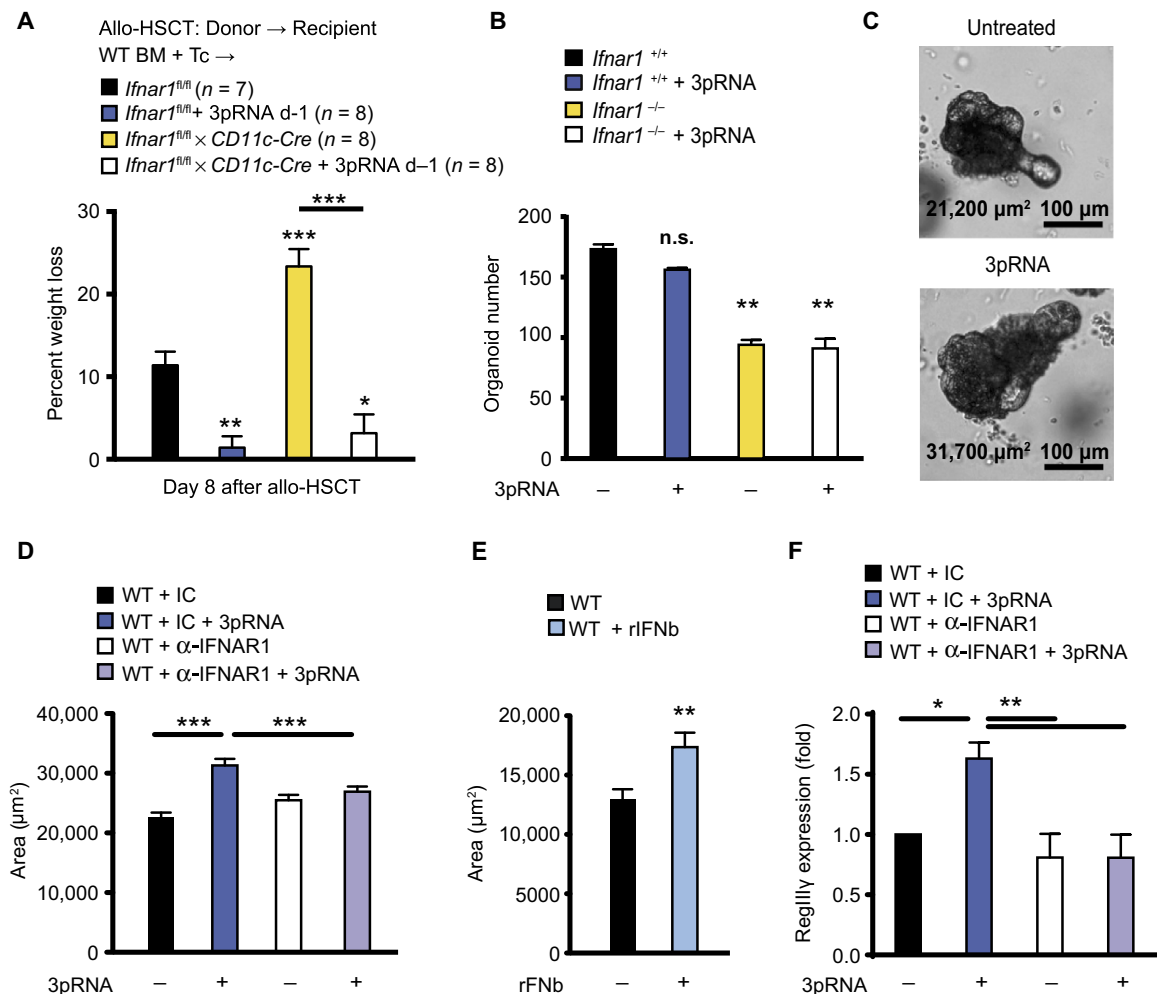 A
Allo-HSCT: Donor → Recipient
WT BM + Tc →
Ifnar1fl/fl (n = 7)
Ifnar1fl/fl+ 3pRNA d-1 (n = 8)
Ifnar1fl/fl × CD11c-Cre (n = 8)
Ifnar1fl/fl × CD11c-Cre + 3pRNA d–1 (n = 8)
Percent weight loss
30
20
10
0
***
***
**
*
Day 8 after allo-HSCT
B
Ifnar1 +/+
Ifnar1 +/+ + 3pRNA
Ifnar1 –/–
Ifnar1 –/– + 3pRNA
Organoid number
200
150
100
50
0
n.s.
**
**
3pRNA – + – +
C
Untreated
21,200 µm² 100 µm
3pRNA
31,700 µm² 100 µm
D
WT + IC
WT + IC + 3pRNA
WT + α-IFNAR1
WT + α-IFNAR1 + 3pRNA
Area (µm²)
40,000
30,000
20,000
10,000
0
*** ***
3pRNA – + – +
E
WT
WT + rIFNb
Area (µm²)
20,000
15,000
10,000
5000
0
**
rFNb – +
F
WT + IC
WT + IC + 3pRNA
WT + α-IFNAR1
WT + α-IFNAR1 + 3pRNA
RegIIIγ expression (fold)
2.0
1.5
1.0
0.5
0.0
* **
3pRNA – + – +